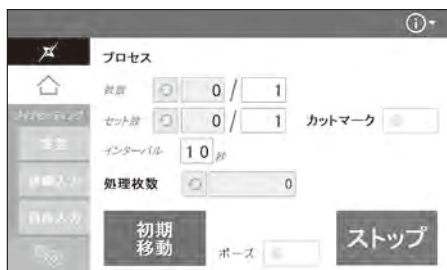 プロセス
枚数 0 / 1
セット数 0 / 1 カットマーク
インターバル 10 秒
処理枚数 0
初期
移動
ポーズ
ストップ